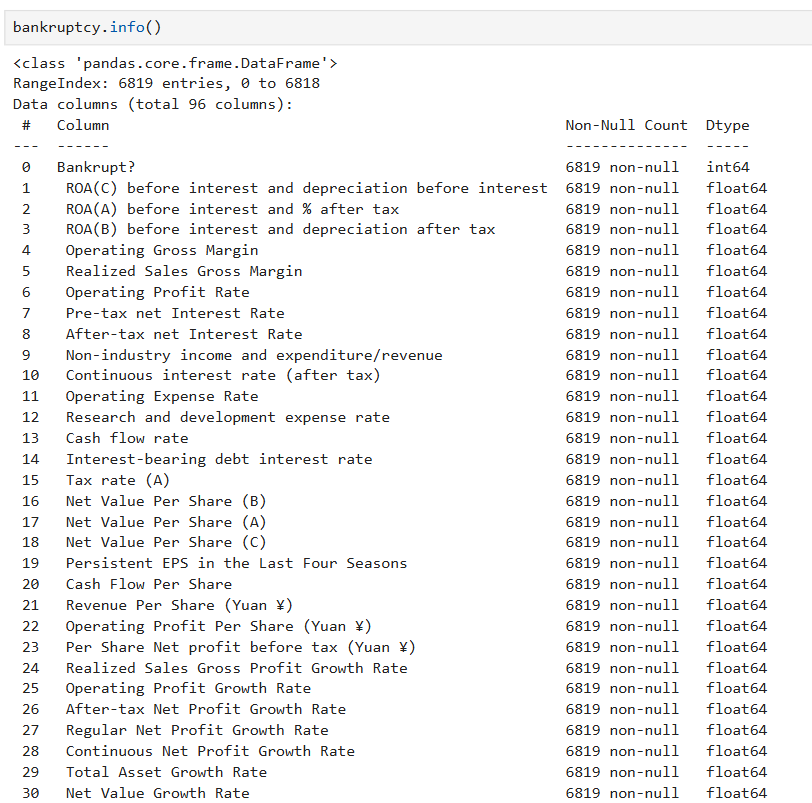 bankruptcy.info()
<class 'pandas.core.frame.DataFrame'>
RangeIndex: 6819 entries, 0 to 6818
Data columns (total 96 columns):
 #   Column                                                    Non-Null Count  Dtype
---  ------                                                    --------------  -----
 0   Bankrupt?                                                 6819 non-null   int64
 1    ROA(C) before interest and depreciation before interest  6819 non-null   float64
 2    ROA(A) before interest and % after tax                   6819 non-null   float64
 3    ROA(B) before interest and depreciation after tax        6819 non-null   float64
 4    Operating Gross Margin                                   6819 non-null   float64
 5    Realized Sales Gross Margin                              6819 non-null   float64
 6    Operating Profit Rate                                    6819 non-null   float64
 7    Pre-tax net Interest Rate                                6819 non-null   float64
 8    After-tax net Interest Rate                              6819 non-null   float64
 9    Non-industry income and expenditure/revenue              6819 non-null   float64
 10   Continuous interest rate (after tax)                     6819 non-null   float64
 11   Operating Expense Rate                                   6819 non-null   float64
 12   Research and development expense rate                    6819 non-null   float64
 13   Cash flow rate                                           6819 non-null   float64
 14   Interest-bearing debt interest rate                      6819 non-null   float64
 15   Tax rate (A)                                             6819 non-null   float64
 16   Net Value Per Share (B)                                  6819 non-null   float64
 17   Net Value Per Share (A)                                  6819 non-null   float64
 18   Net Value Per Share (C)                                  6819 non-null   float64
 19   Persistent EPS in the Last Four Seasons                  6819 non-null   float64
 20   Cash Flow Per Share                                      6819 non-null   float64
 21   Revenue Per Share (Yuan ¥)                               6819 non-null   float64
 22   Operating Profit Per Share (Yuan ¥)                      6819 non-null   float64
 23   Per Share Net profit before tax (Yuan ¥)                 6819 non-null   float64
 24   Realized Sales Gross Profit Growth Rate                  6819 non-null   float64
 25   Operating Profit Growth Rate                             6819 non-null   float64
 26   After-tax Net Profit Growth Rate                         6819 non-null   float64
 27   Regular Net Profit Growth Rate                           6819 non-null   float64
 28   Continuous Net Profit Growth Rate                        6819 non-null   float64
 29   Total Asset Growth Rate                                  6819 non-null   float64
 30   Net Value Growth Rate                                    6819 non-null   float64